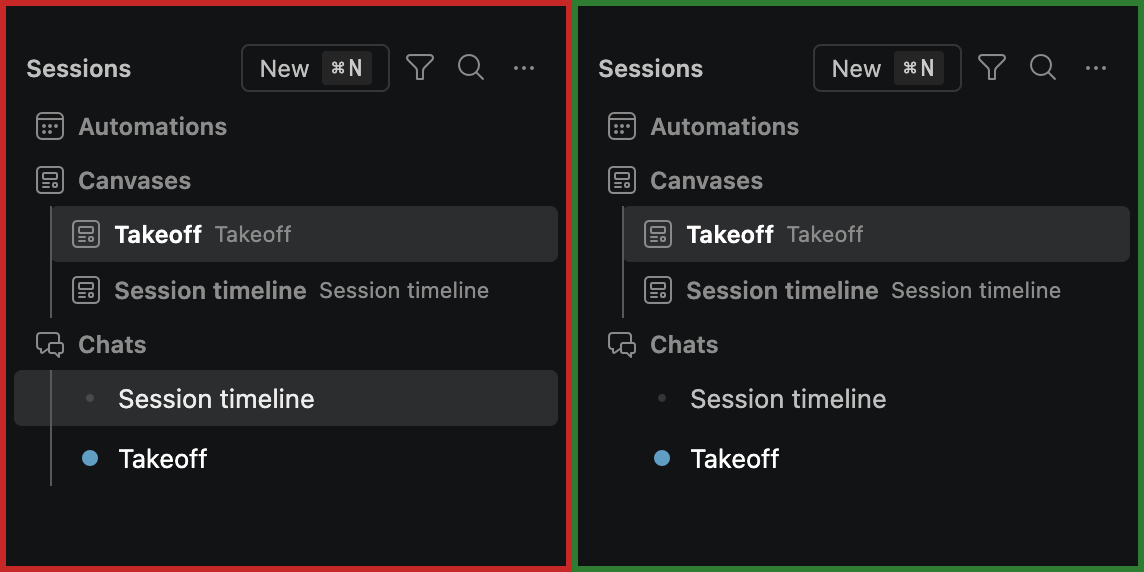 Sessions New ⌘N
Automations
Canvases
Takeoff Takeoff
Session timeline Session timeline
Chats
Session timeline
Takeoff
Sessions New ⌘N
Automations
Canvases
Takeoff Takeoff
Session timeline Session timeline
Chats
Session timeline
Takeoff